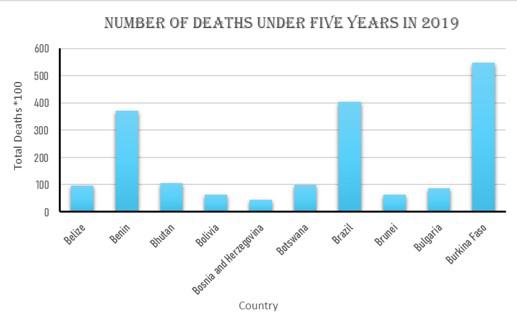 NUMBER OF DEATHS UNDER FIVE YEARS IN 2019
Total Deaths *100
600
500
400
300
200
100
0
Belize
Benin
Bhutan
Bolivia
Bosnia and Herzegovina
Botswana
Brazil
Brunei
Bulgaria
Burkina Faso
Country